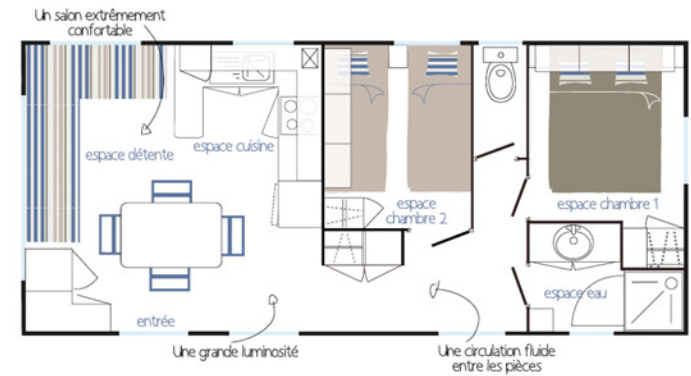 Un salon extrêmement
confortable
espace détente
espace cuisine
espace
chambre 2
espace chambre 1
espace eau
entrée
Une grande luminosité
Une circulation fluide
entre les pièces